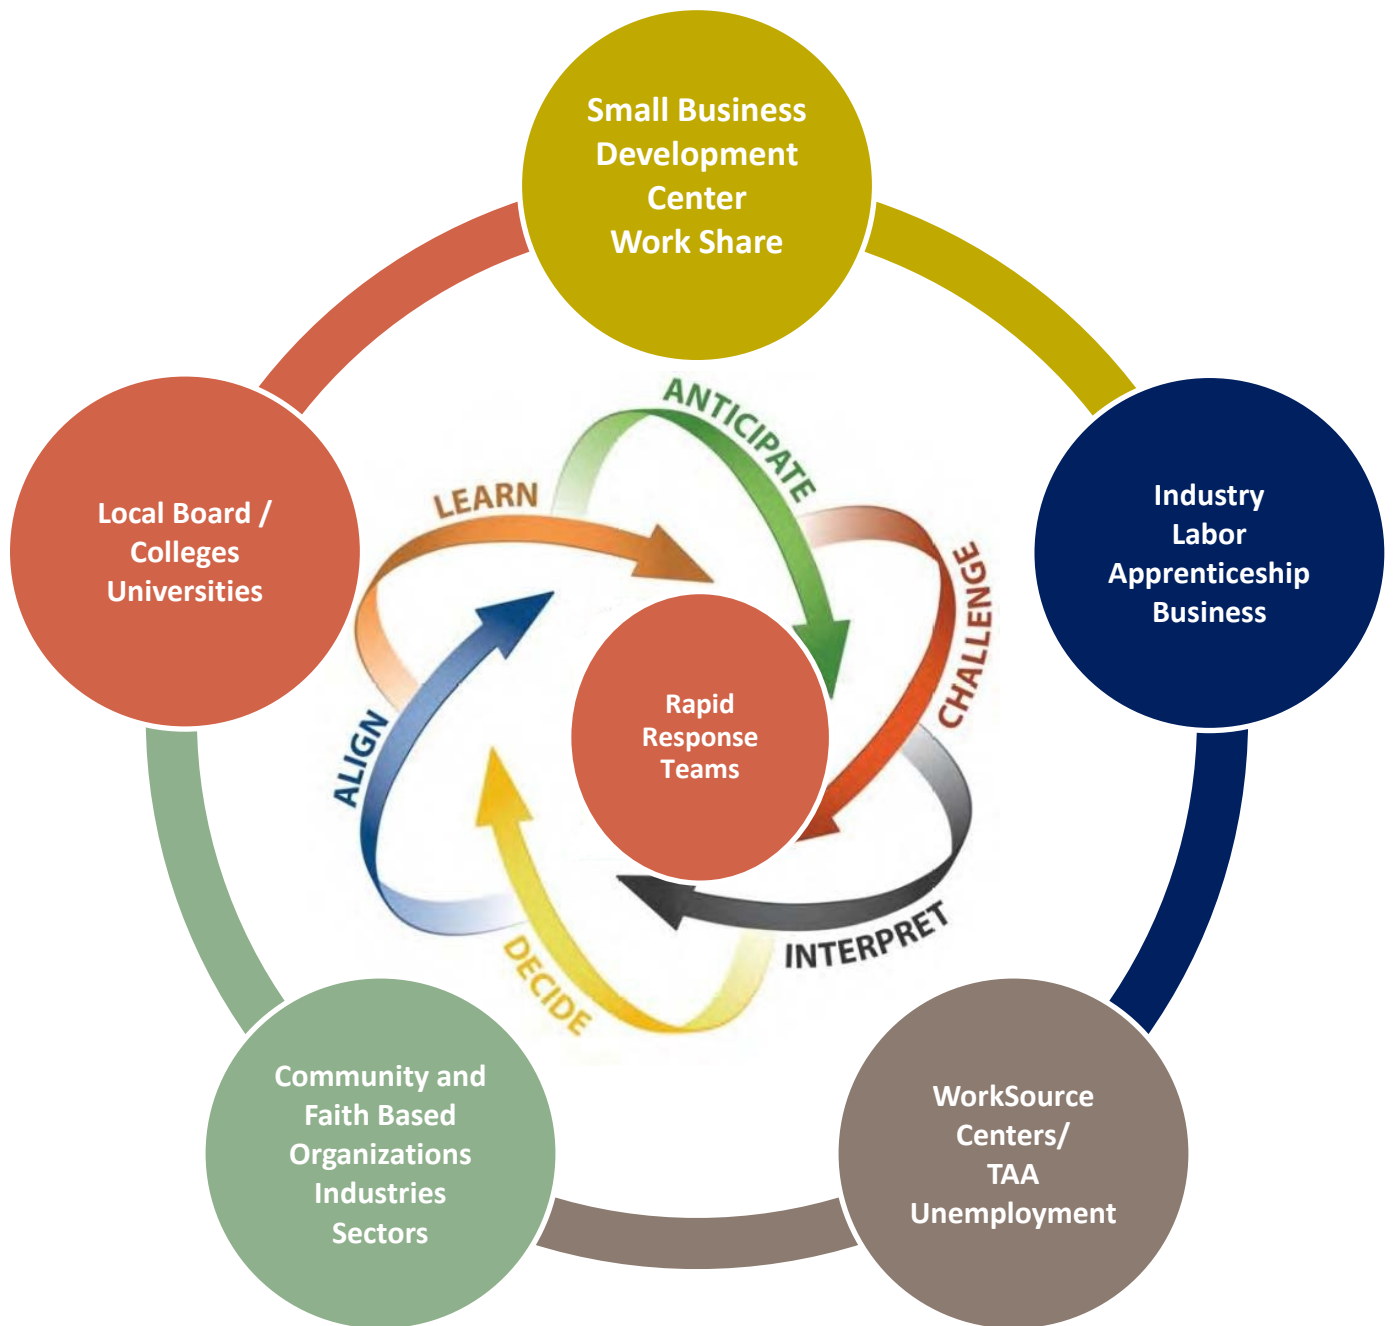 Small Business
Development
Center
Work Share
ANTICIPATE
LEARN
CHALLENGE
Local Board /
Colleges
Universities
Industry
Labor
Apprenticeship
Business
Rapid
Response
Teams
ALIGN
INTERPRET
DECIDE
Community and
Faith Based
Organizations
Industries
Sectors
WorkSource
Centers/
TAA
Unemployment